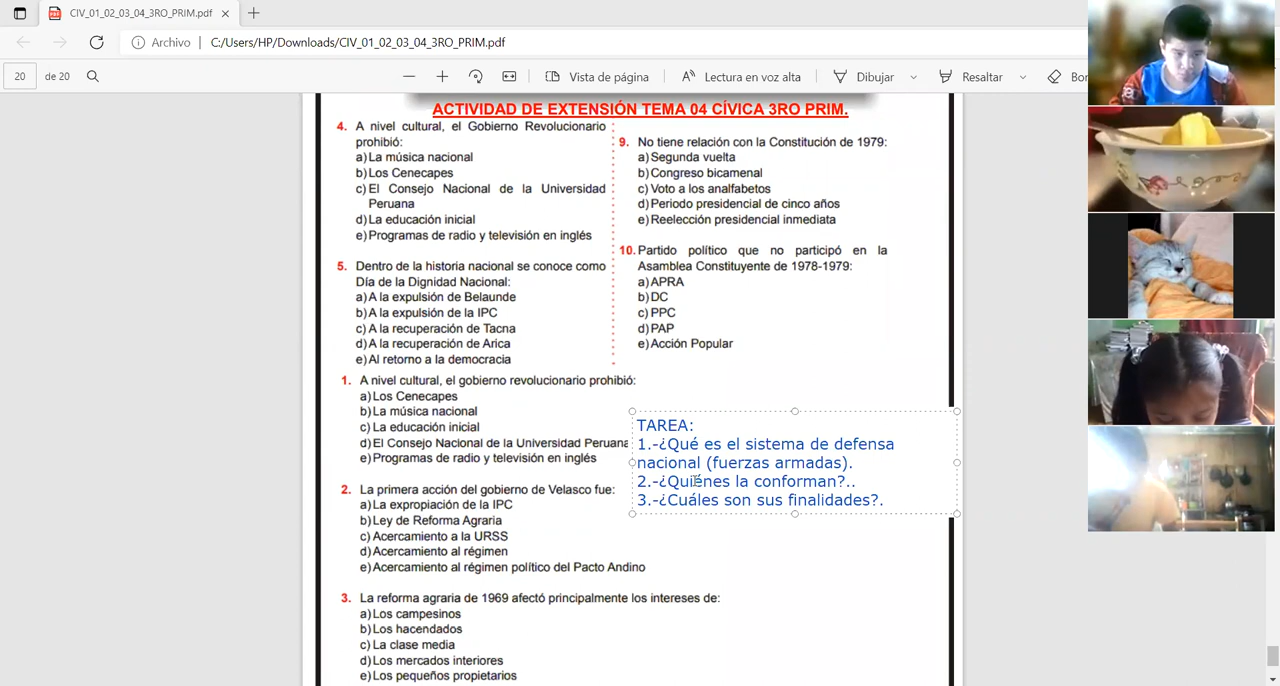 CIV_01_02_03_04_3RO_PRIM.pdf
Archivo | C:/Users/HP/Downloads/CIV_01_02_03_04_3RO_PRIM.pdf
20 de 20 Vista de página Lectura en voz alta Dibujar Resaltar Bor
ACTIVIDAD DE EXTENSIÓN TEMA 04 CÍVICA 3RO PRIM.
4. A nivel cultural, el Gobierno Revolucionario
prohibió:
a) La música nacional
b) Los Cenecapes
c) El Consejo Nacional de la Universidad
Peruana
d) La educación inicial
e) Programas de radio y televisión en inglés
5. Dentro de la historia nacional se conoce como
Día de la Dignidad Nacional:
a) A la expulsión de Belaunde
b) A la expulsión de la IPC
c) A la recuperación de Tacna
d) A la recuperación de Arica
e) Al retorno a la democracia
9. No tiene relación con la Constitución de 1979:
a) Segunda vuelta
b) Congreso bicamenal
c) Voto a los analfabetos
d) Periodo presidencial de cinco años
e) Reelección presidencial inmediata
10. Partido político que no participó en la
Asamblea Constituyente de 1978-1979:
a) APRA
b) DC
c) PPC
d) PAP
e) Acción Popular
1. A nivel cultural, el gobierno revolucionario prohibió:
a) Los Cenecapes
b) La música nacional
c) La educación inicial
d) El Consejo Nacional de la Universidad Peruana
e) Programas de radio y televisión en inglés
2. La primera acción del gobierno de Velasco fue:
a) La expropiación de la IPC
b) Ley de Reforma Agraria
c) Acercamiento a la URSS
d) Acercamiento al régimen
e) Acercamiento al régimen político del Pacto Andino
3. La reforma agraria de 1969 afectó principalmente los intereses de:
a) Los campesinos
b) Los hacendados
c) La clase media
d) Los mercados interiores
e) Los pequeños propietarios
TAREA:
1.-¿Qué es el sistema de defensa
nacional (fuerzas armadas).
2.-¿Quiénes la conforman?..
3.-¿Cuáles son sus finalidades?.